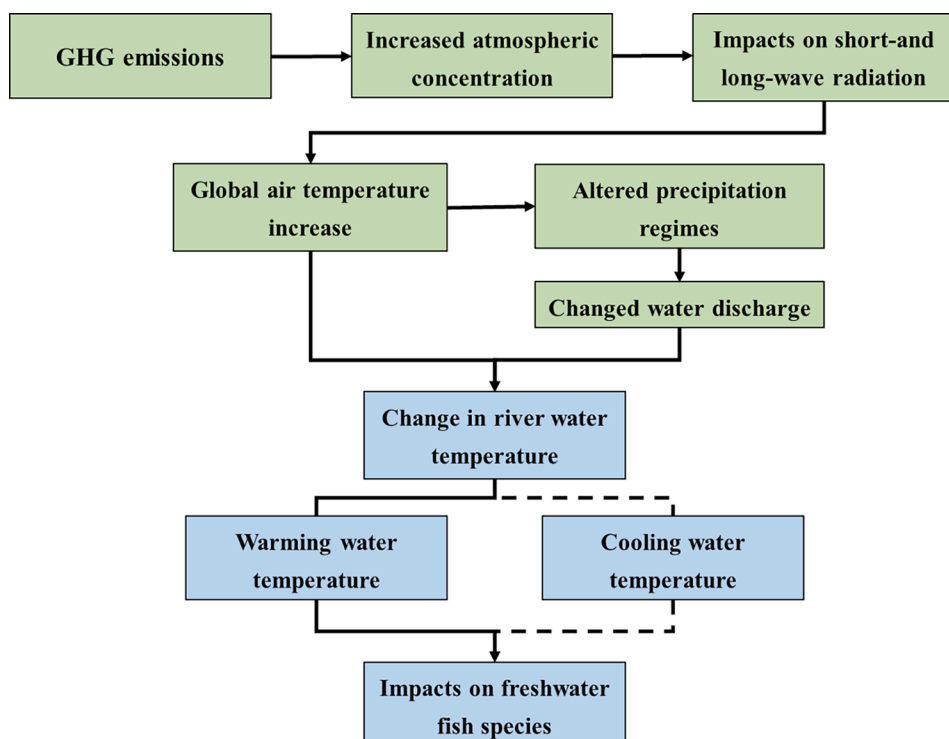 GHG emissions
Increased atmospheric
concentration
Impacts on short-and
long-wave radiation
Global air temperature
increase
Altered precipitation
regimes
Changed water discharge
Change in river water
temperature
Warming water
temperature
Cooling water
temperature
Impacts on freshwater
fish species